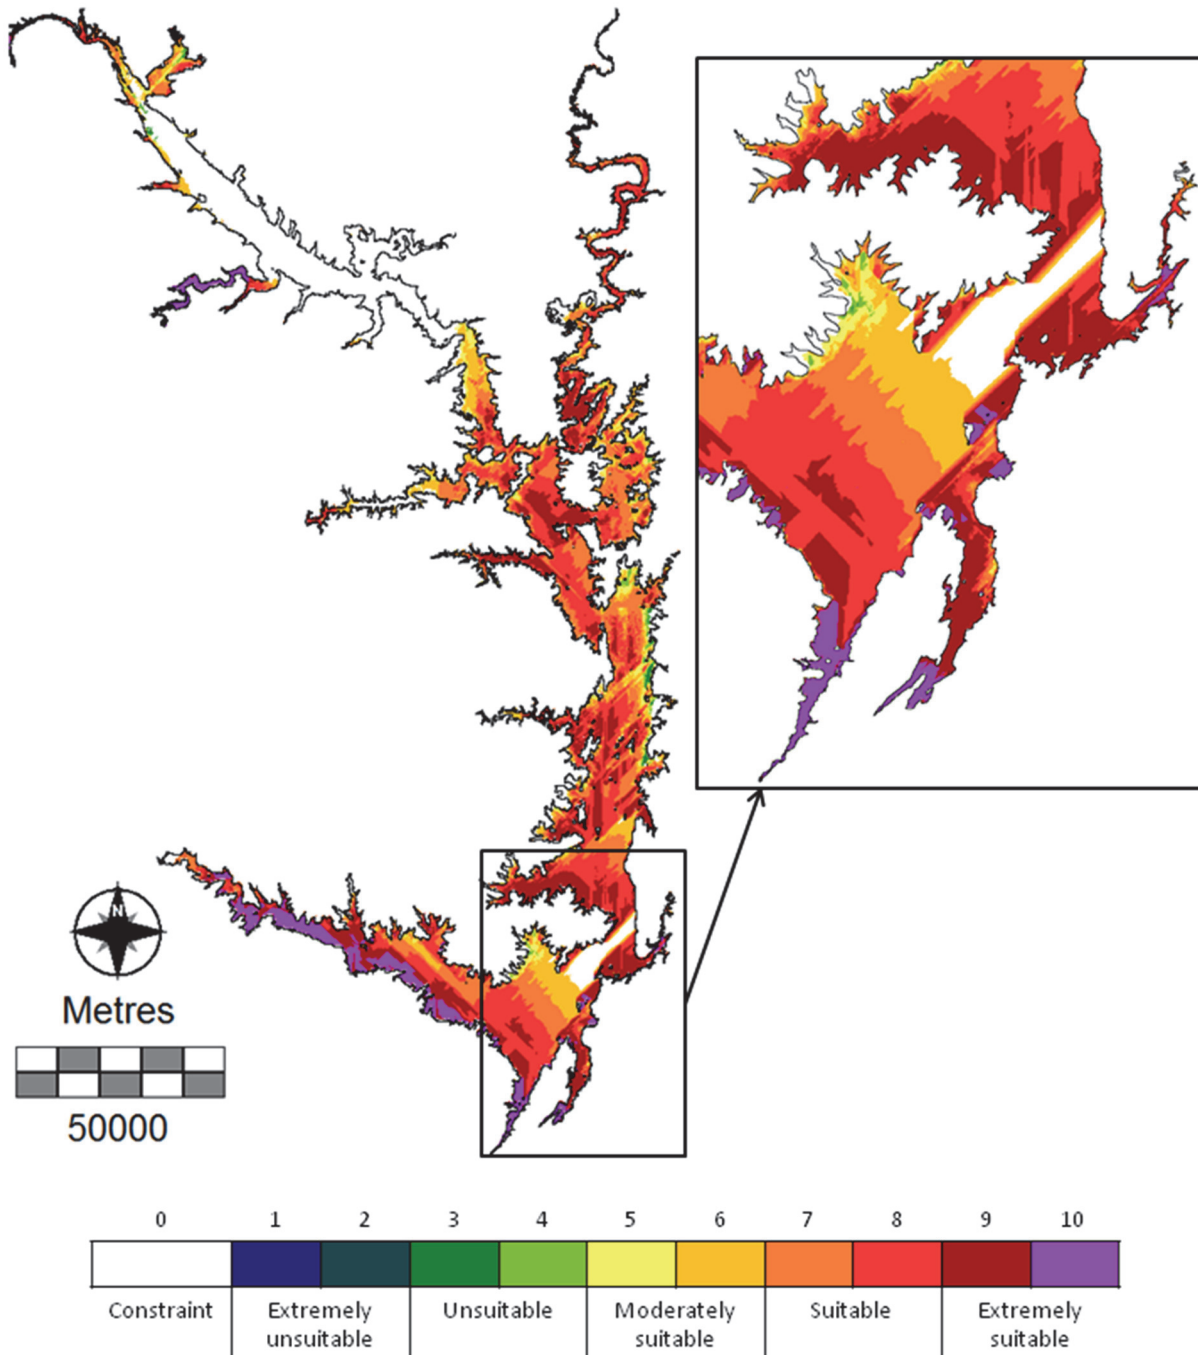 N
Metres
50000
0 1 2 3 4 5 6 7 8 9 10
Constraint Extremely Unsuitable Moderately Suitable Extremely
unsuitable suitable suitable